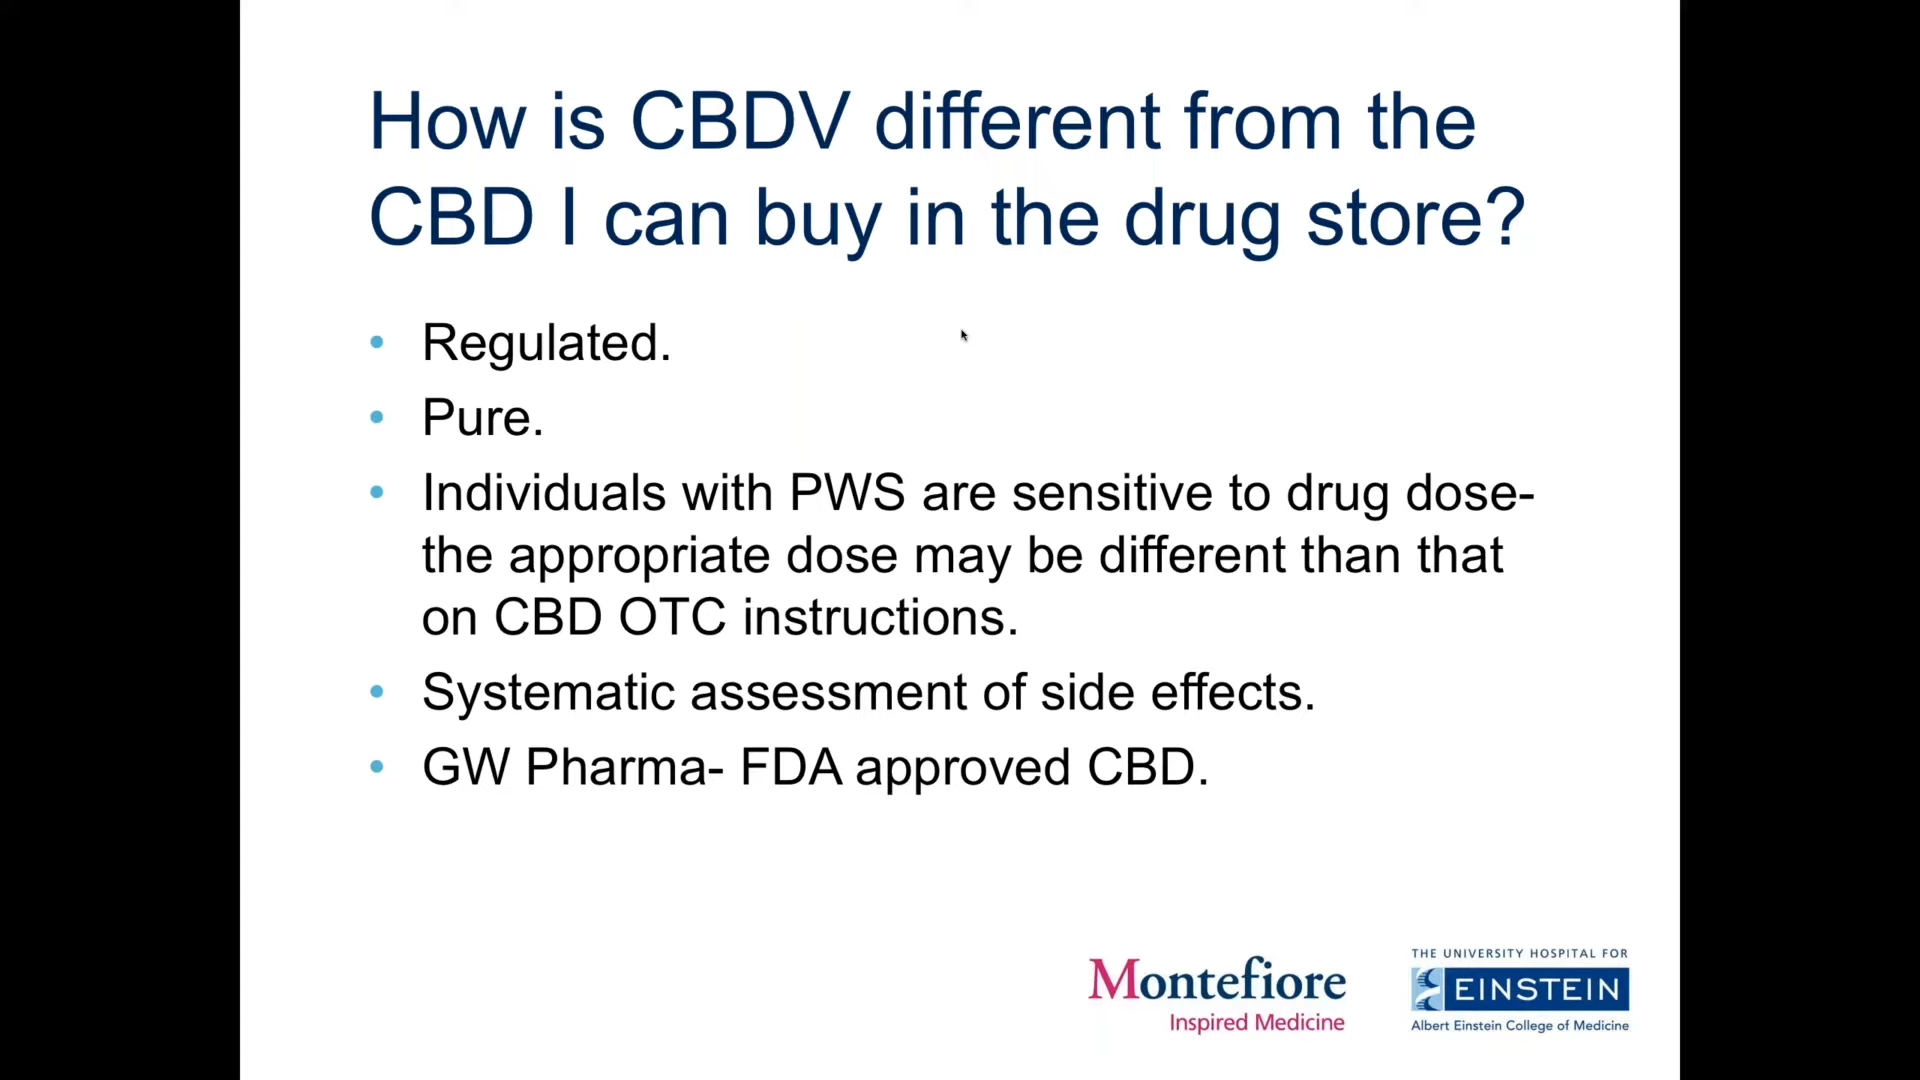 How is CBDV different from the
CBD I can buy in the drug store?
• Regulated.
• Pure.
• Individuals with PWS are sensitive to drug dose-
the appropriate dose may be different than that
on CBD OTC instructions.
• Systematic assessment of side effects.
• GW Pharma- FDA approved CBD.
Montefiore
Inspired Medicine
THE UNIVERSITY HOSPITAL FOR
EINSTEIN
Albert Einstein College of Medicine